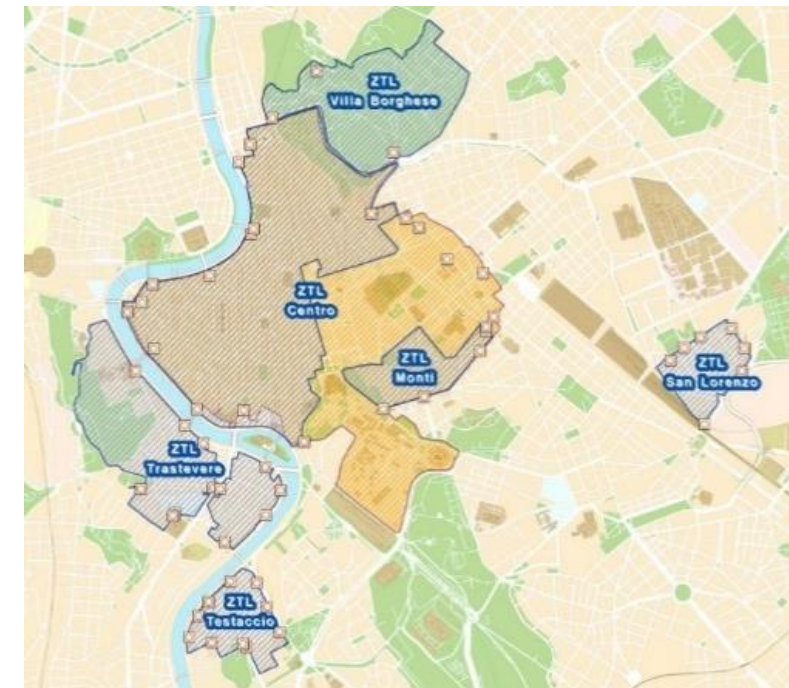 ZTL
Villa Borghese
ZTL
Centro
ZTL
Monti
ZTL
San Lorenzo
ZTL
Trastevere
ZTL
Testaccio